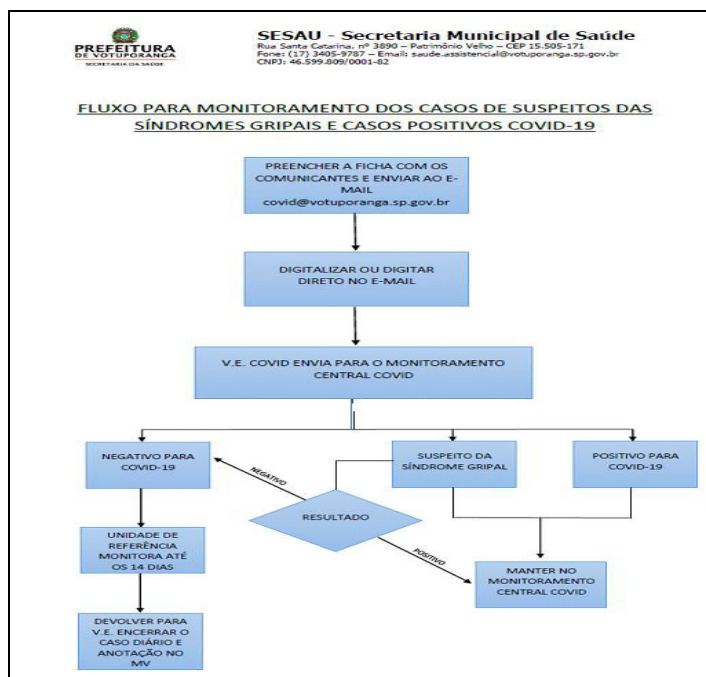 PREFEITURA
DE VOTUPORANGA
SECRETARIA DA SAÚDE
SESAU - Secretaria Municipal de Saúde
Rua Santa Catarina, nº 3890 – Patrimônio Velho – CEP 15.505-171
Fone: (17) 3405-9787 – Email: saude.assistencial@votuporanga.sp.gov.br
CNPJ: 46.599.809/0001-82
FLUXO PARA MONITORAMENTO DOS CASOS DE SUSPEITOS DAS
SÍNDROMES GRIPAIS E CASOS POSITIVOS COVID-19
PREENCHER A FICHA COM OS
COMUNICANTES E ENVIAR AO E-
MAIL
covid@votuporanga.sp.gov.br
DIGITALIZAR OU DIGITAR
DIRETO NO E-MAIL
V.E. COVID ENVIA PARA O MONITORAMENTO
CENTRAL COVID
NEGATIVO PARA
COVID-19
SUSPEITO DA
SÍNDROME GRIPAL
POSITIVO PARA
COVID-19
NEGATIVO
RESULTADO
POSITIVO
UNIDADE DE
REFERÊNCIA
MONITORA ATÉ
OS 14 DIAS
MANTER NO
MONITORAMENTO
CENTRAL COVID
DEVOLVER PARA
V.E. ENCERRAR O
CASO DIÁRIO E
ANOTAÇÃO NO
MV